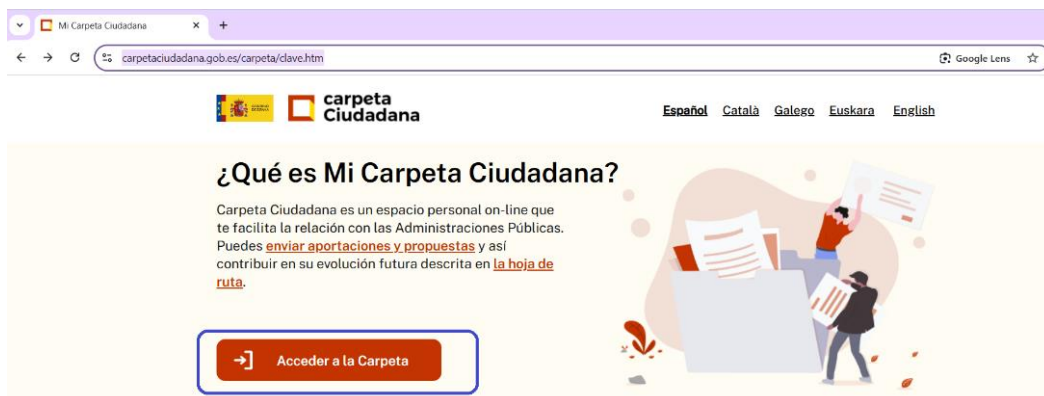 Mi Carpeta Ciudadana
carpetaciudadana.gob.es/carpeta/clave.htm
Google Lens
carpeta
Ciudadana
Español Català Galego Euskara English
¿Qué es Mi Carpeta Ciudadana?
Carpeta Ciudadana es un espacio personal on-line que
te facilita la relación con las Administraciones Públicas.
Puedes enviar aportaciones y propuestas y así
contribuir en su evolución futura descrita en la hoja de
ruta.
Acceder a la Carpeta